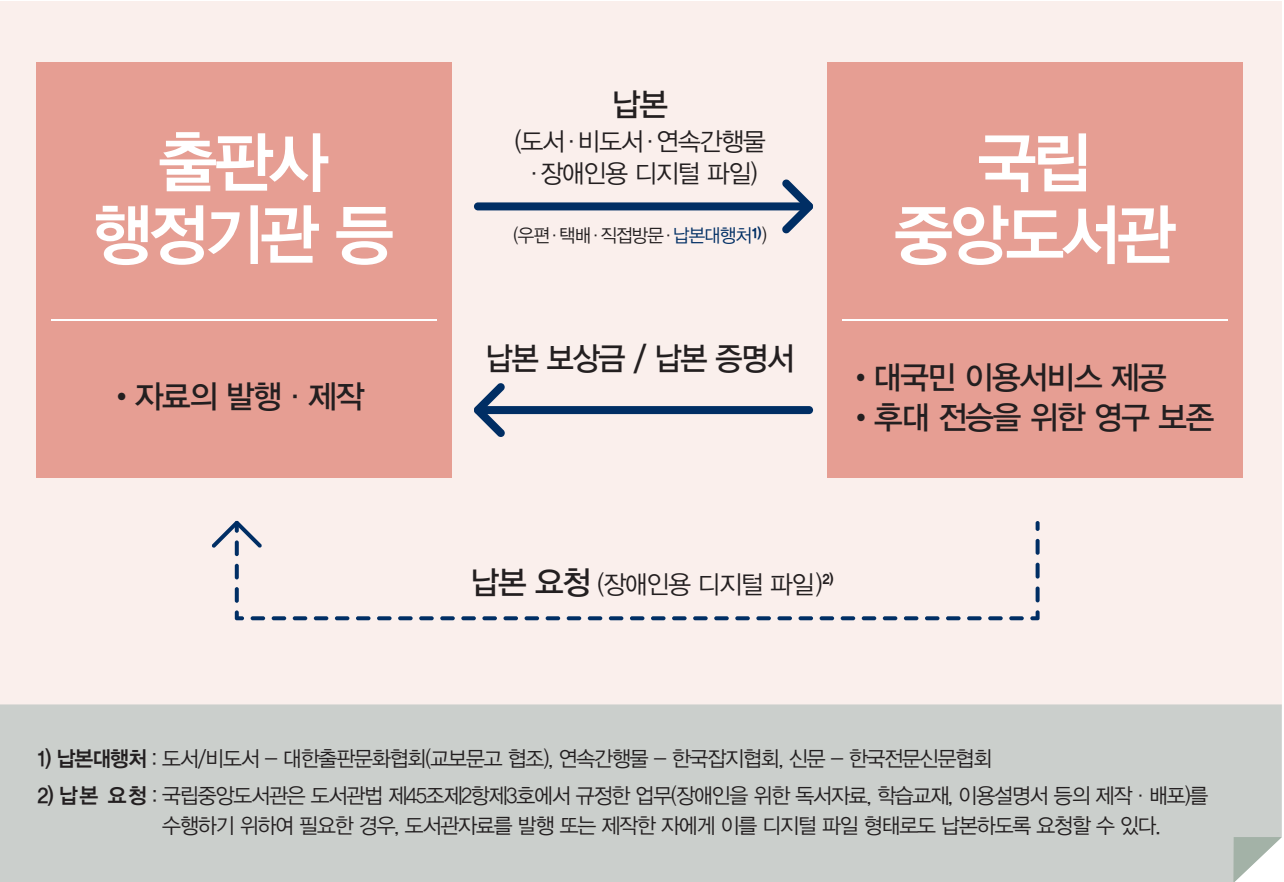 출판사
행정기관 등
• 자료의 발행 · 제작
납본
(도서·비도서·연속간행물
·장애인용 디지털 파일)
(우편·택배·직접방문·납본대행처1))
납본 보상금 / 납본 증명서
국립
중앙도서관
• 대국민 이용서비스 제공
• 후대 전승을 위한 영구 보존
납본 요청 (장애인용 디지털 파일)2)
1) 납본대행처 : 도서/비도서 – 대한출판문화협회(교보문고 협조), 연속간행물 – 한국잡지협회, 신문 – 한국전문신문협회
2) 납본 요청 : 국립중앙도서관은 도서관법 제45조제2항제3호에서 규정한 업무(장애인을 위한 독서자료, 학습교재, 이용설명서 등의 제작 · 배포)를
수행하기 위하여 필요한 경우, 도서관자료를 발행 또는 제작한 자에게 이를 디지털 파일 형태로도 납본하도록 요청할 수 있다.